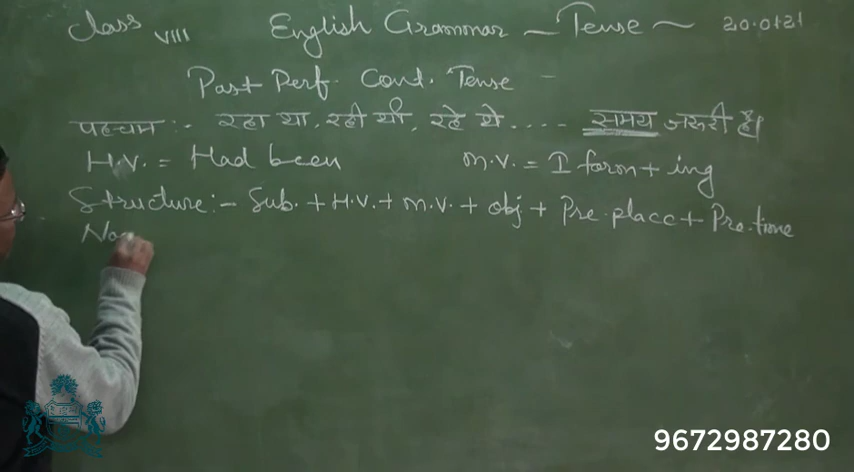 Class VIII English Grammar - Tense ~ 20.01.21
Past Perf. Cont. Tense -
पहचान :- रहा था, रही थी, रहे थे .... समय जरुरी है।
H.V. = Had been M.V. = I form + ing
Structure :- Sub. + H.V. + M.V. + obj + Pre. place + Pre. time
No
9672987280